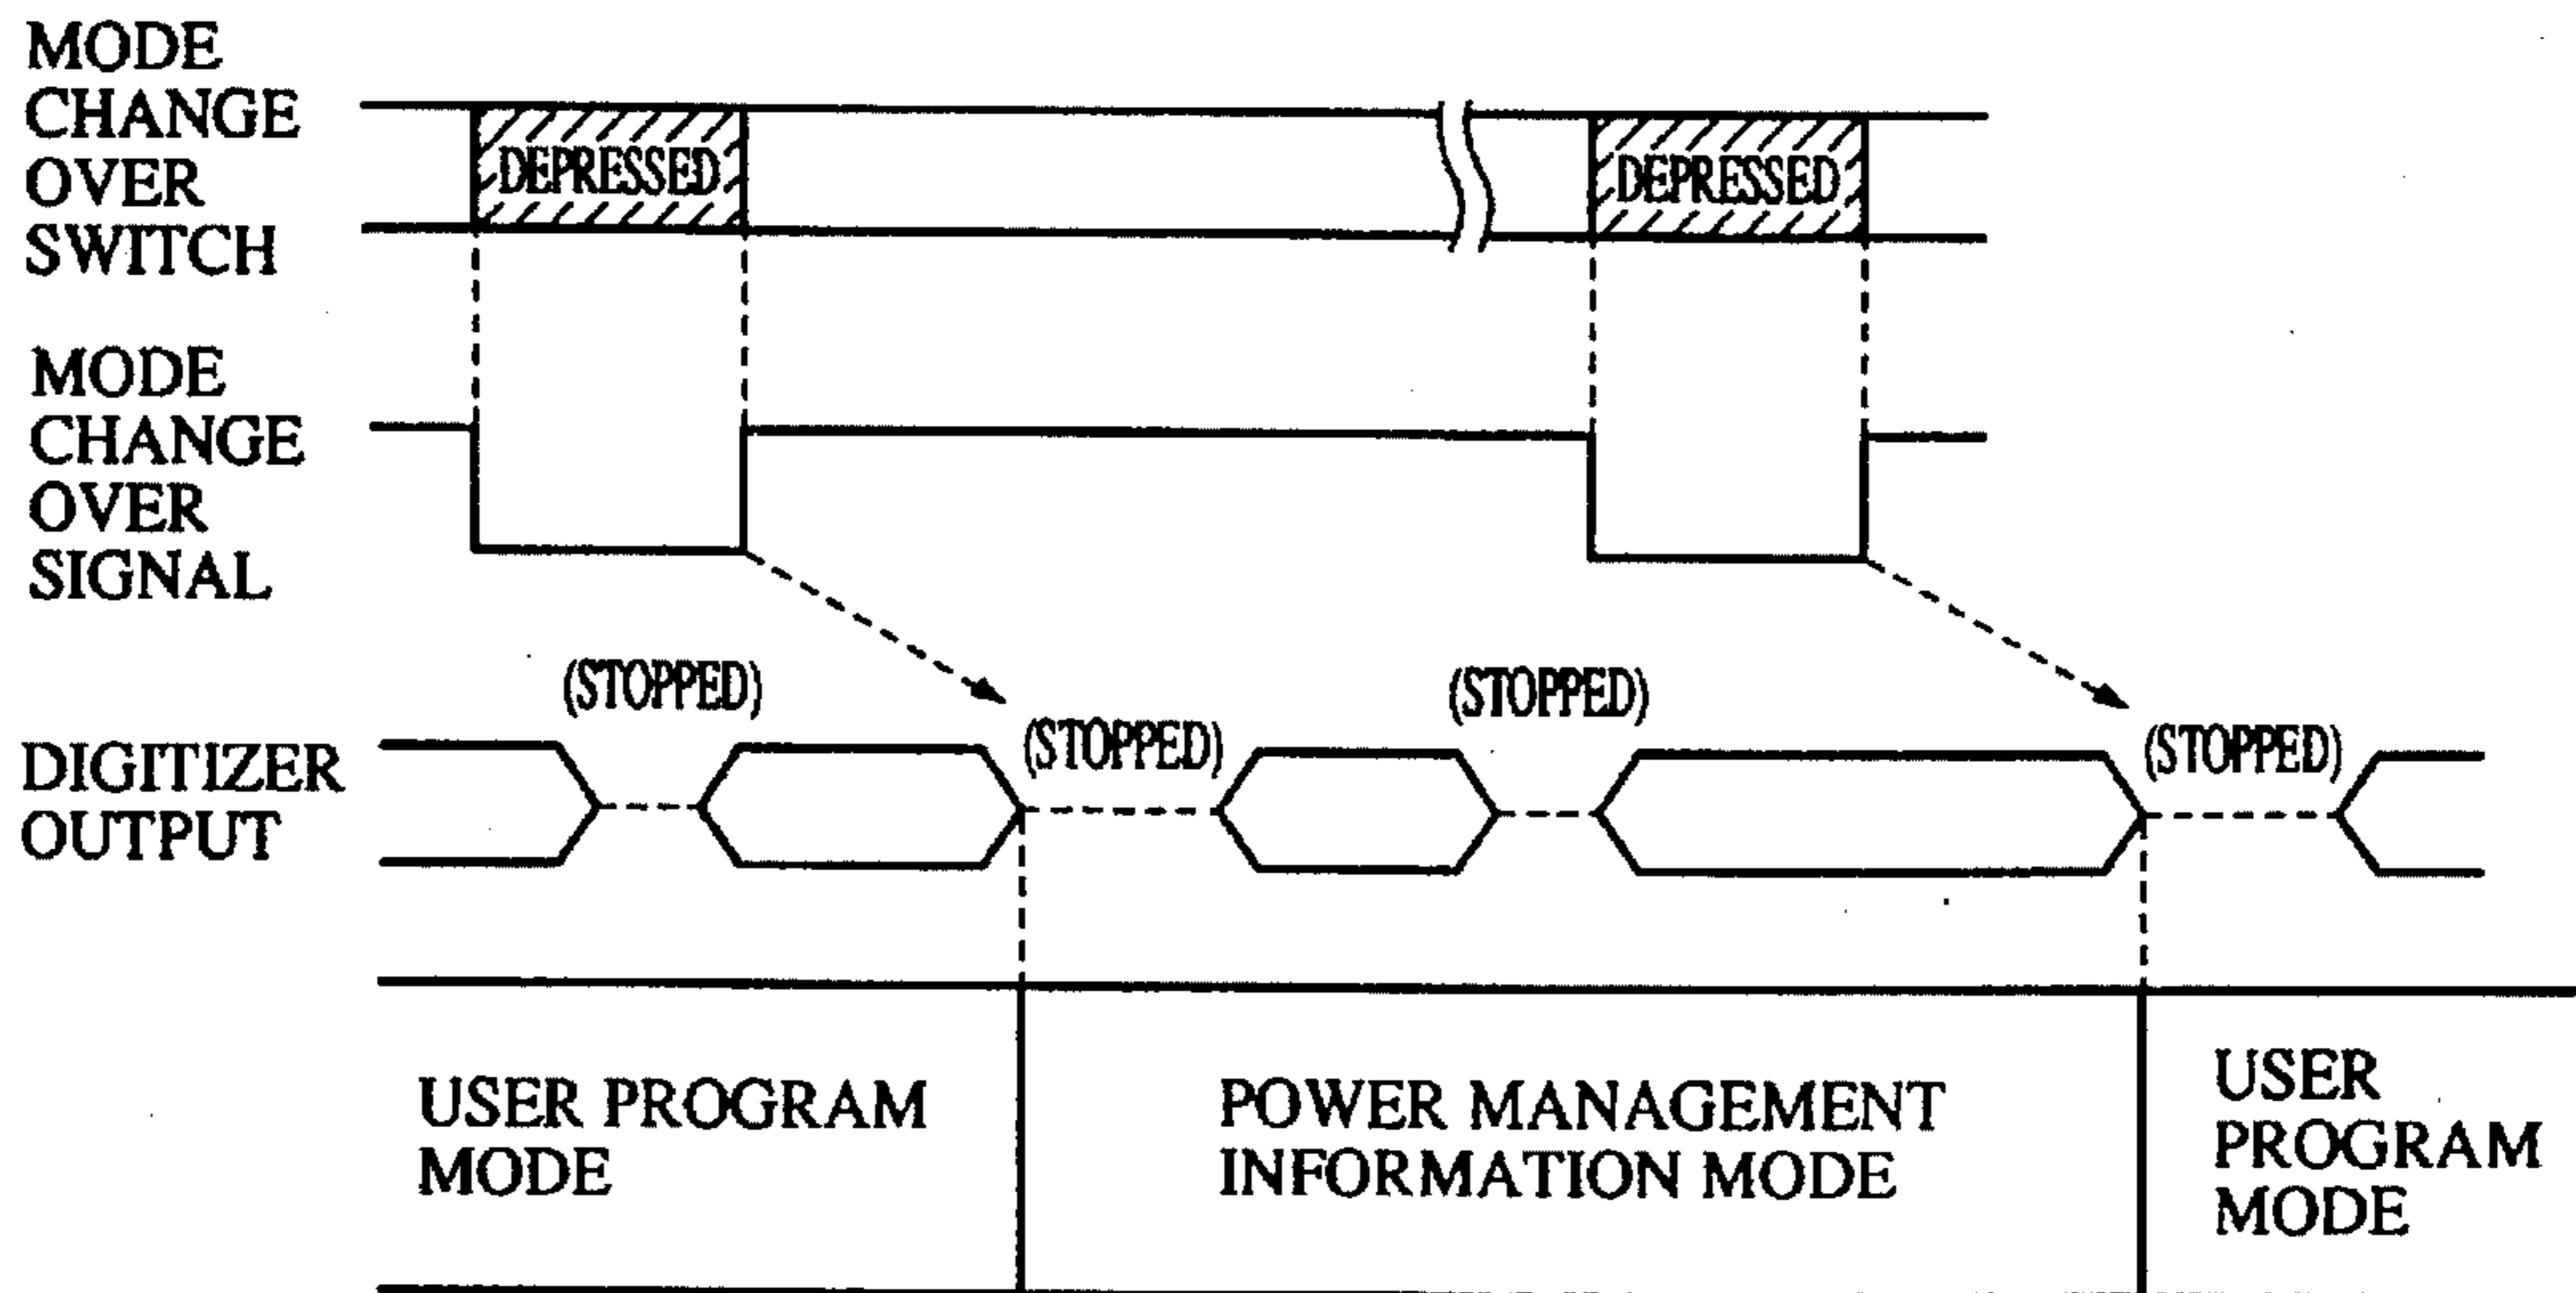 MODE
CHANGE
OVER
SWITCH
DEPRESSED
DEPRESSED
MODE
CHANGE
OVER
SIGNAL
(STOPPED)
(STOPPED)
(STOPPED)
(STOPPED)
DIGITIZER
OUTPUT
USER PROGRAM
MODE
POWER MANAGEMENT
INFORMATION MODE
USER
PROGRAM
MODE